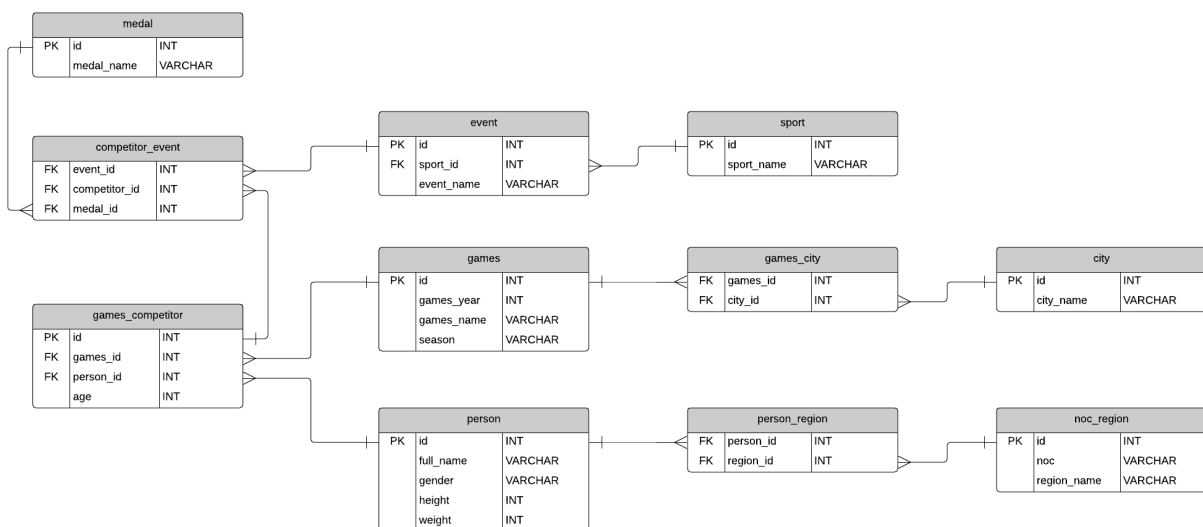 medal
PK id INT
medal_name VARCHAR
competitor_event
FK event_id INT
FK competitor_id INT
FK medal_id INT
event
PK id INT
FK sport_id INT
event_name VARCHAR
sport
PK id INT
sport_name VARCHAR
games_competitor
PK id INT
FK games_id INT
FK person_id INT
age INT
games
PK id INT
games_year INT
games_name VARCHAR
season VARCHAR
games_city
FK games_id INT
FK city_id INT
city
PK id INT
city_name VARCHAR
person
PK id INT
full_name VARCHAR
gender VARCHAR
height INT
weight INT
person_region
FK person_id INT
FK region_id INT
noc_region
PK id INT
noc VARCHAR
region_name VARCHAR